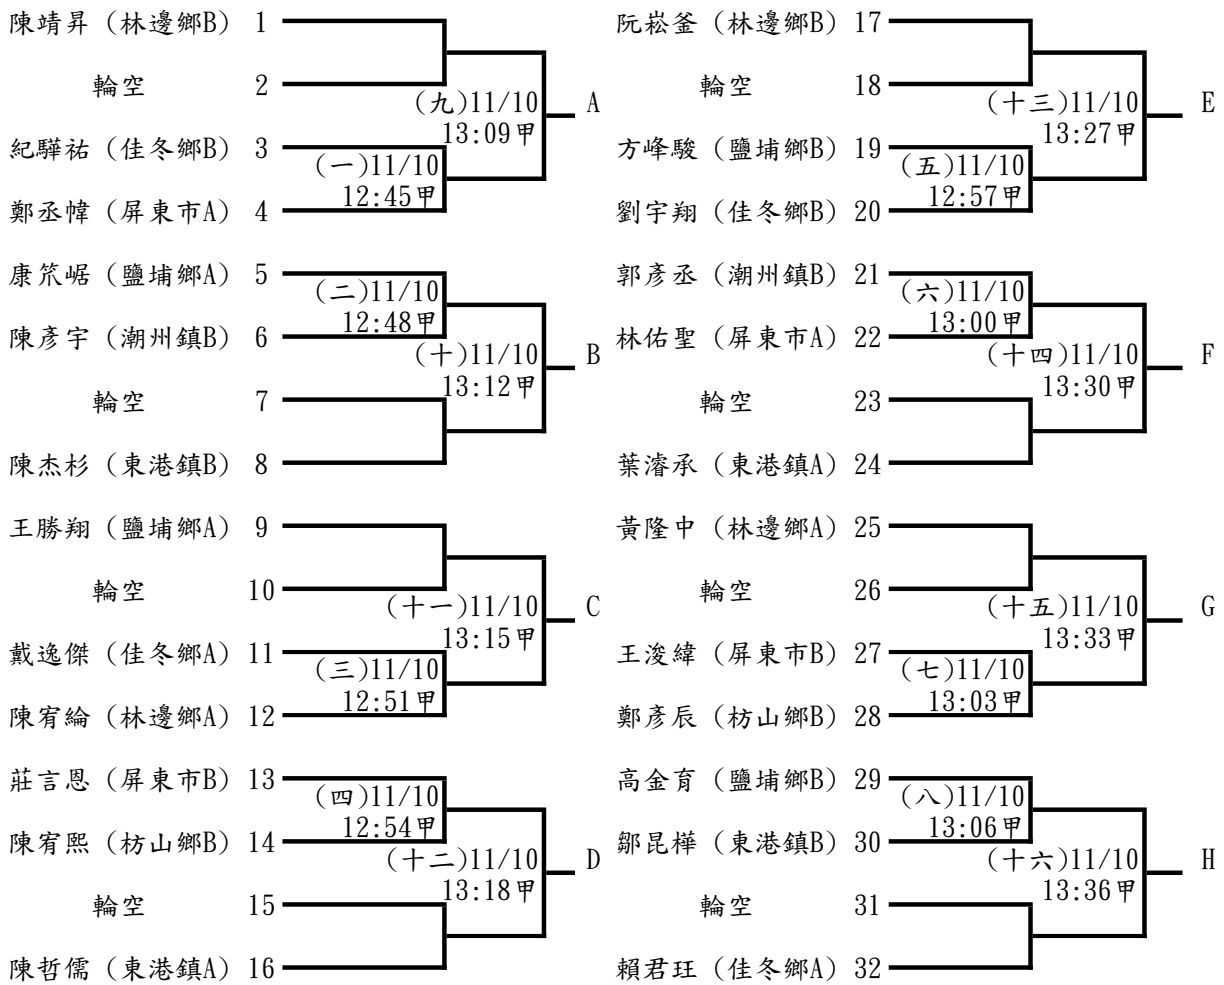 陳靖昇 (林邊鄉B) 1
輪空 2
(九)11/10 A
13:09甲
紀驊祐 (佳冬鄉B) 3
(一)11/10
12:45甲
鄭丞幃 (屏東市A) 4
康笊崌 (鹽埔鄉A) 5
(二)11/10
12:48甲
陳彥宇 (潮州鎮B) 6
(十)11/10 B
13:12甲
輪空 7
陳杰杉 (東港鎮B) 8
王勝翔 (鹽埔鄉A) 9
輪空 10
(十一)11/10 C
13:15甲
戴逸傑 (佳冬鄉A) 11
(三)11/10
12:51甲
陳宥綸 (林邊鄉A) 12
莊言恩 (屏東市B) 13
(四)11/10
12:54甲
陳宥熙 (枋山鄉B) 14
(十二)11/10 D
13:18甲
輪空 15
陳哲儒 (東港鎮A) 16
阮崧釜 (林邊鄉B) 17
輪空 18
(十三)11/10 E
13:27甲
方峰駿 (鹽埔鄉B) 19
(五)11/10
12:57甲
劉宇翔 (佳冬鄉B) 20
郭彥丞 (潮州鎮B) 21
(六)11/10
13:00甲
林佑聖 (屏東市A) 22
(十四)11/10 F
13:30甲
輪空 23
葉濬承 (東港鎮A) 24
黃隆中 (林邊鄉A) 25
輪空 26
(十五)11/10 G
13:33甲
王浚緯 (屏東市B) 27
(七)11/10
13:03甲
鄭彥辰 (枋山鄉B) 28
高金育 (鹽埔鄉B) 29
(八)11/10
13:06甲
鄒昆樺 (東港鎮B) 30
(十六)11/10 H
13:36甲
輪空 31
賴君玨 (佳冬鄉A) 32